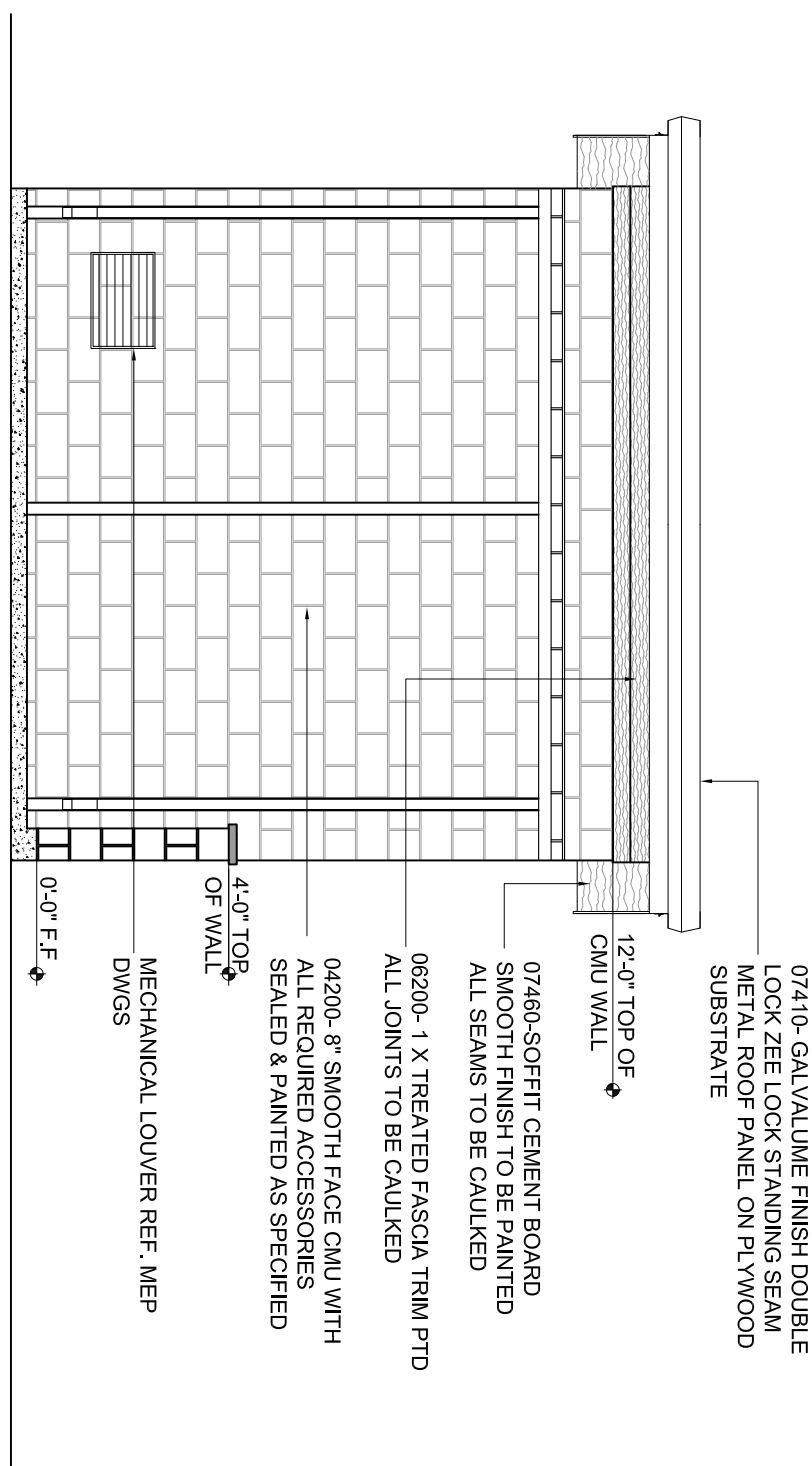 07410- GALVALUME FINISH DOUBLE
LOCK ZEE LOCK STANDING SEAM
METAL ROOF PANEL ON PLYWOOD
SUBSTRATE
12'-0" TOP OF
CMU WALL
07460-SOFFIT CEMENT BOARD
SMOOTH FINISH TO BE PAINTED
ALL SEAMS TO BE CAULKED
06200- 1 X TREATED FASCIA TRIM PTD
ALL JOINTS TO BE CAULKED
04200- 8" SMOOTH FACE CMU WITH
ALL REQUIRED ACCESSORIES
SEALED & PAINTED AS SPECIFIED
4'-0" TOP
OF WALL
MECHANICAL LOUVER REF. MEP
DWGS
0'-0" F.F